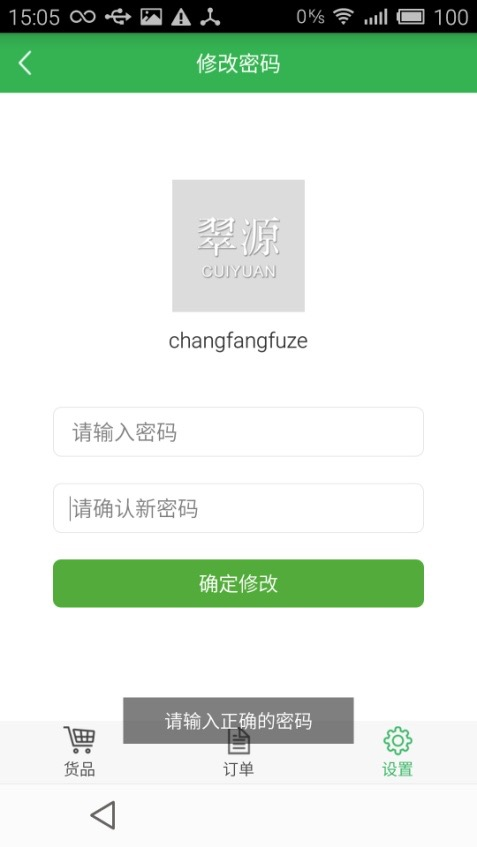 15:05 0K/s 100
修改密码
翠源
CUIYUAN
changfangfuze
请输入密码
请确认新密码
确定修改
请输入正确的密码
货品 订单 设置